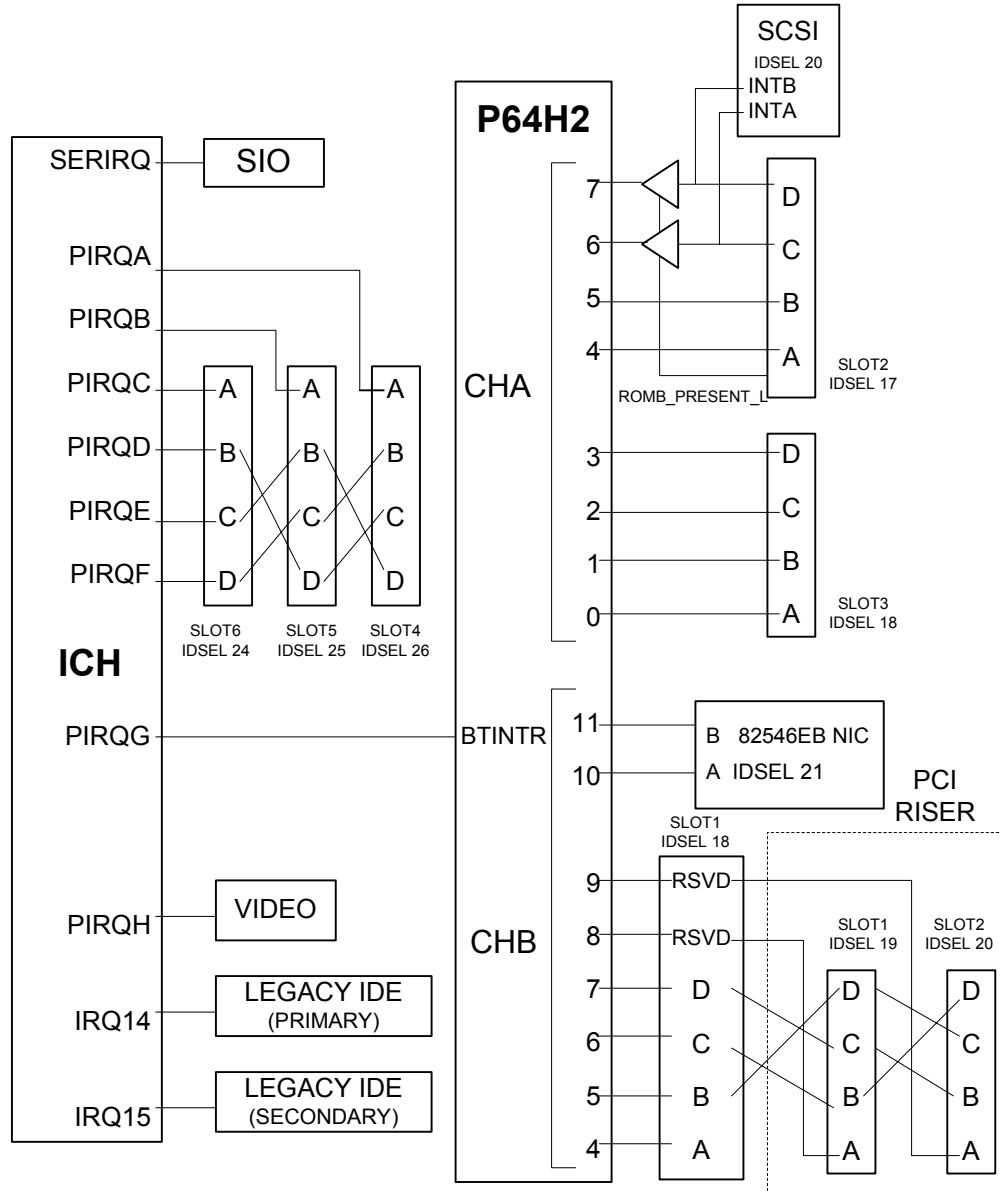 SCSI
IDSEL 20
INTB
INTA
P64H2
SERIRQ
SIO
7
D
PIRQA
6
C
PIRQB
5
B
4
A
SLOT2
IDSEL 17
PIRQC
A
A
A
CHA
ROMB_PRESENT_L
PIRQD
B
B
B
3
D
PIRQE
C
C
C
2
C
PIRQF
D
D
D
1
B
SLOT6
IDSEL 24
SLOT5
IDSEL 25
SLOT4
IDSEL 26
0
A
SLOT3
IDSEL 18
ICH
PIRQG
BTINTR
11
B 82546EB NIC
10
A IDSEL 21
PCI
RISER
SLOT1
IDSEL 18
9
RSVD
PIRQH
VIDEO
CHB
8
RSVD
SLOT1
IDSEL 19
SLOT2
IDSEL 20
7
D
D
D
IRQ14
LEGACY IDE
(PRIMARY)
6
C
C
C
5
B
B
B
IRQ15
LEGACY IDE
(SECONDARY)
4
A
A
A